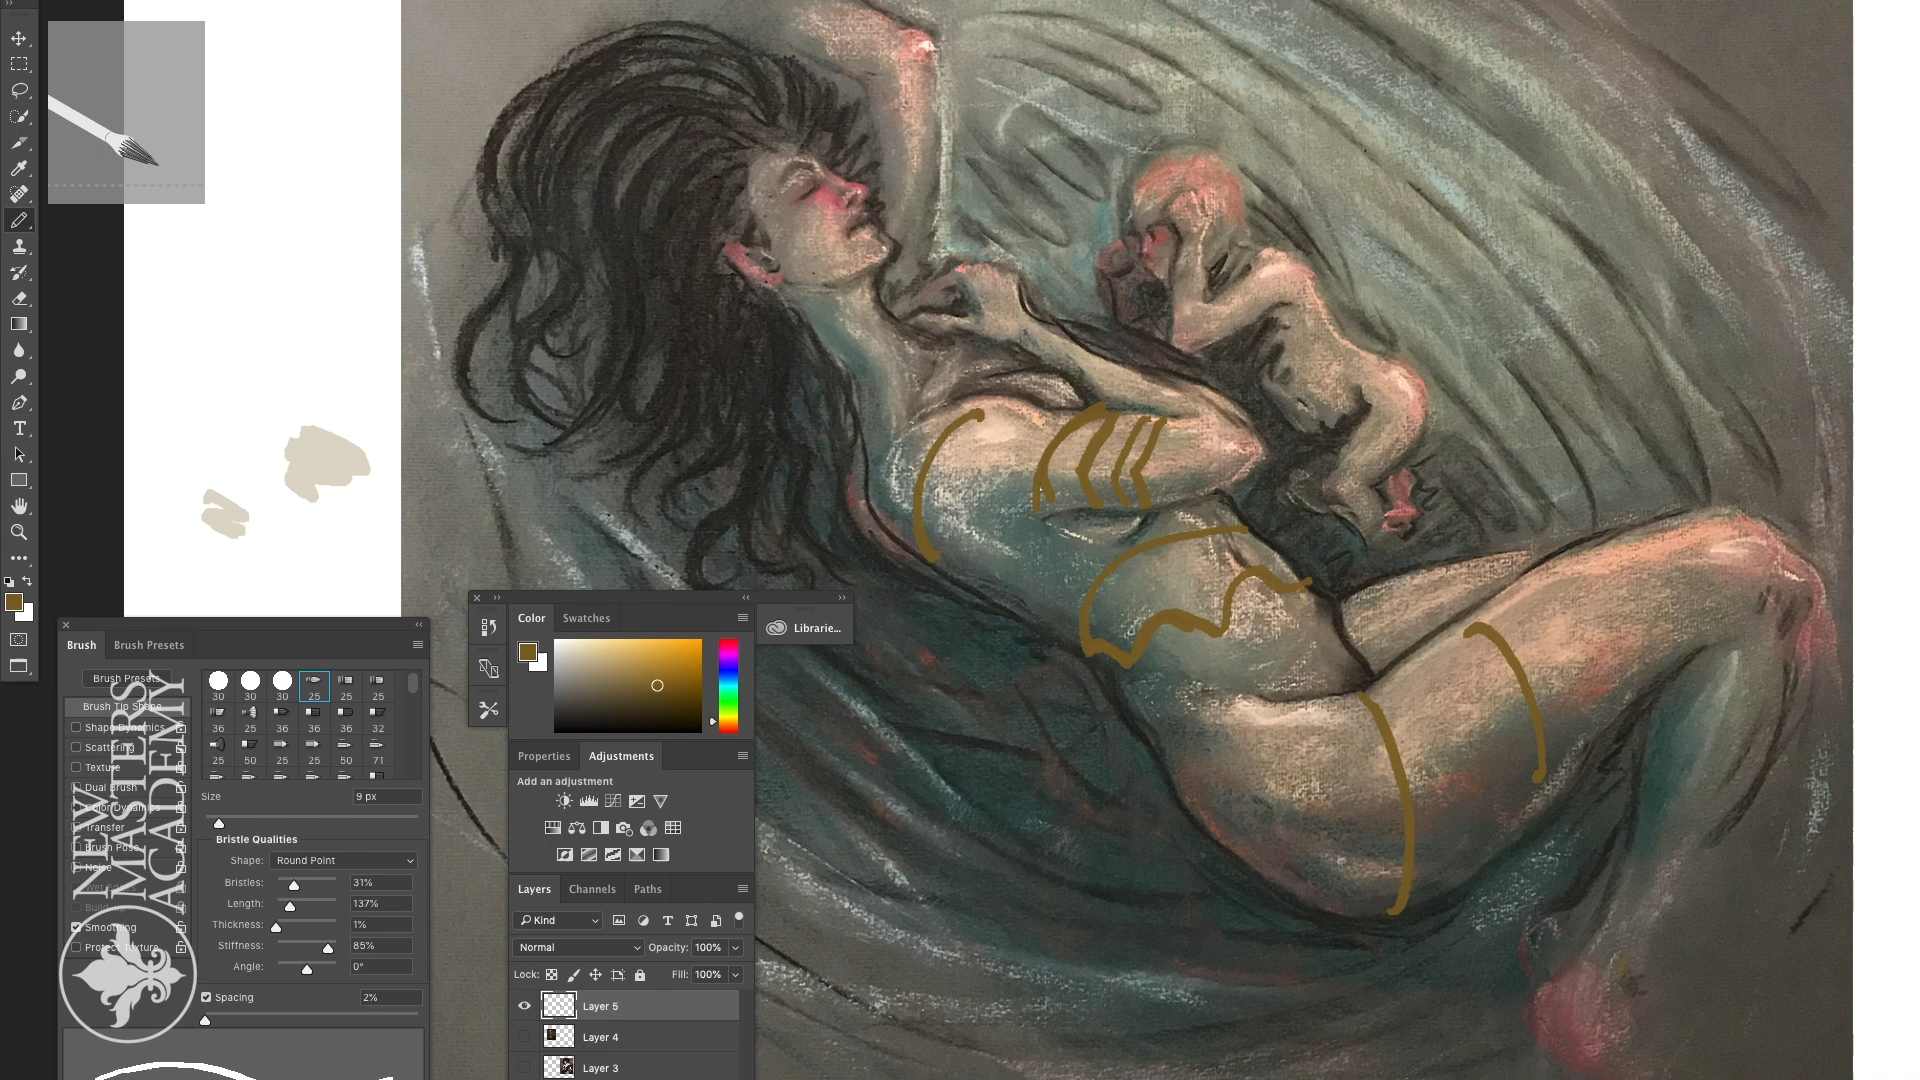 Brush
Brush Presets
Brush Presets
30 30 30 25 25 25
36 25 36 36 36 32
25 50 25 25 50 71
Brush Tip Shape
Shape Dynamics
Scattering
Texture
Dual Brush
Color Dynamics
Transfer
Brush Pose
Noise
Wet Edges
Build-up
Smoothing
Protect Texture
Size 9 px
Bristle Qualities
Shape: Round Point
Bristles: 31%
Length: 137%
Thickness: 1%
Stiffness: 85%
Angle: 0°
Spacing 2%
NEW
MASTERS
ACADEMY
Color Swatches
Librarie...
Properties Adjustments
Add an adjustment
Layers Channels Paths
Kind
Normal Opacity: 100%
Lock: Fill: 100%
Layer 5
Layer 4
Layer 3